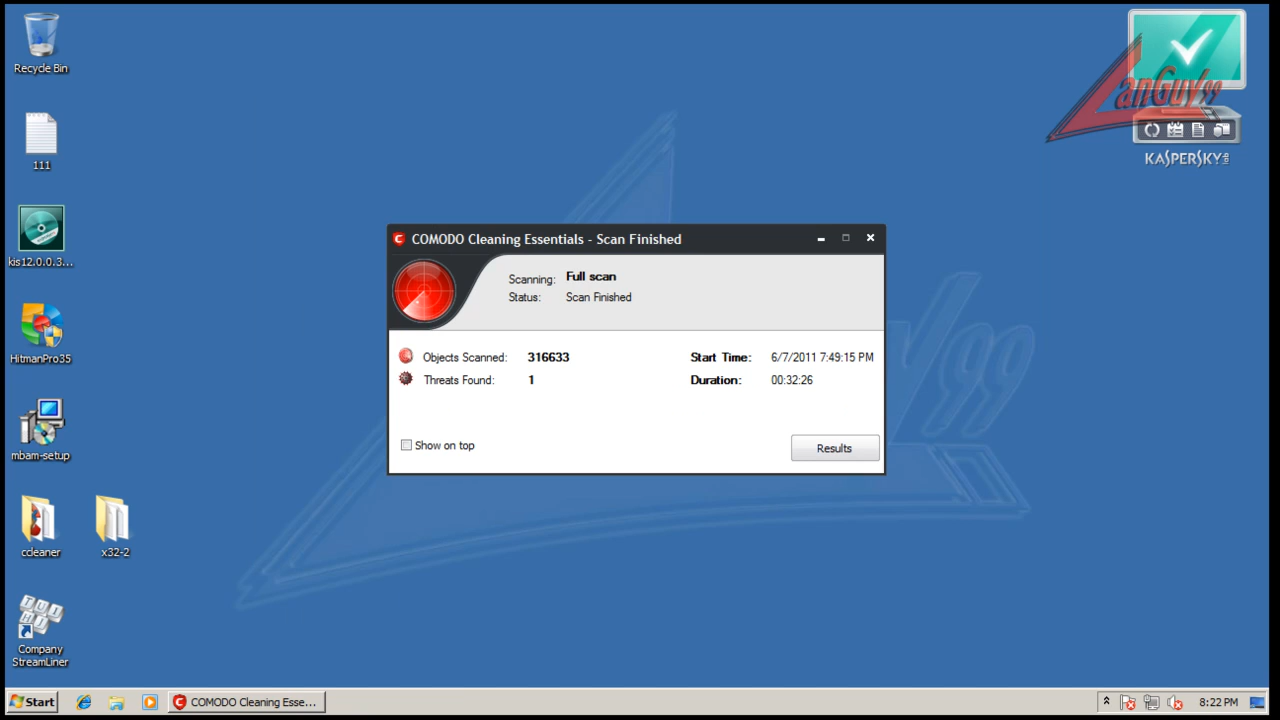 Recycle Bin
111
kis12.0.0.3...
HitmanPro35
mbam-setup
ccleaner
x32-2
Company
StreamLiner
KASPERSKY
COMODO Cleaning Essentials - Scan Finished
Scanning: Full scan
Status: Scan Finished
Objects Scanned: 316633
Start Time: 6/7/2011 7:49:15 PM
Threats Found: 1
Duration: 00:32:26
Show on top
Results
Start
COMODO Cleaning Esse...
8:22 PM